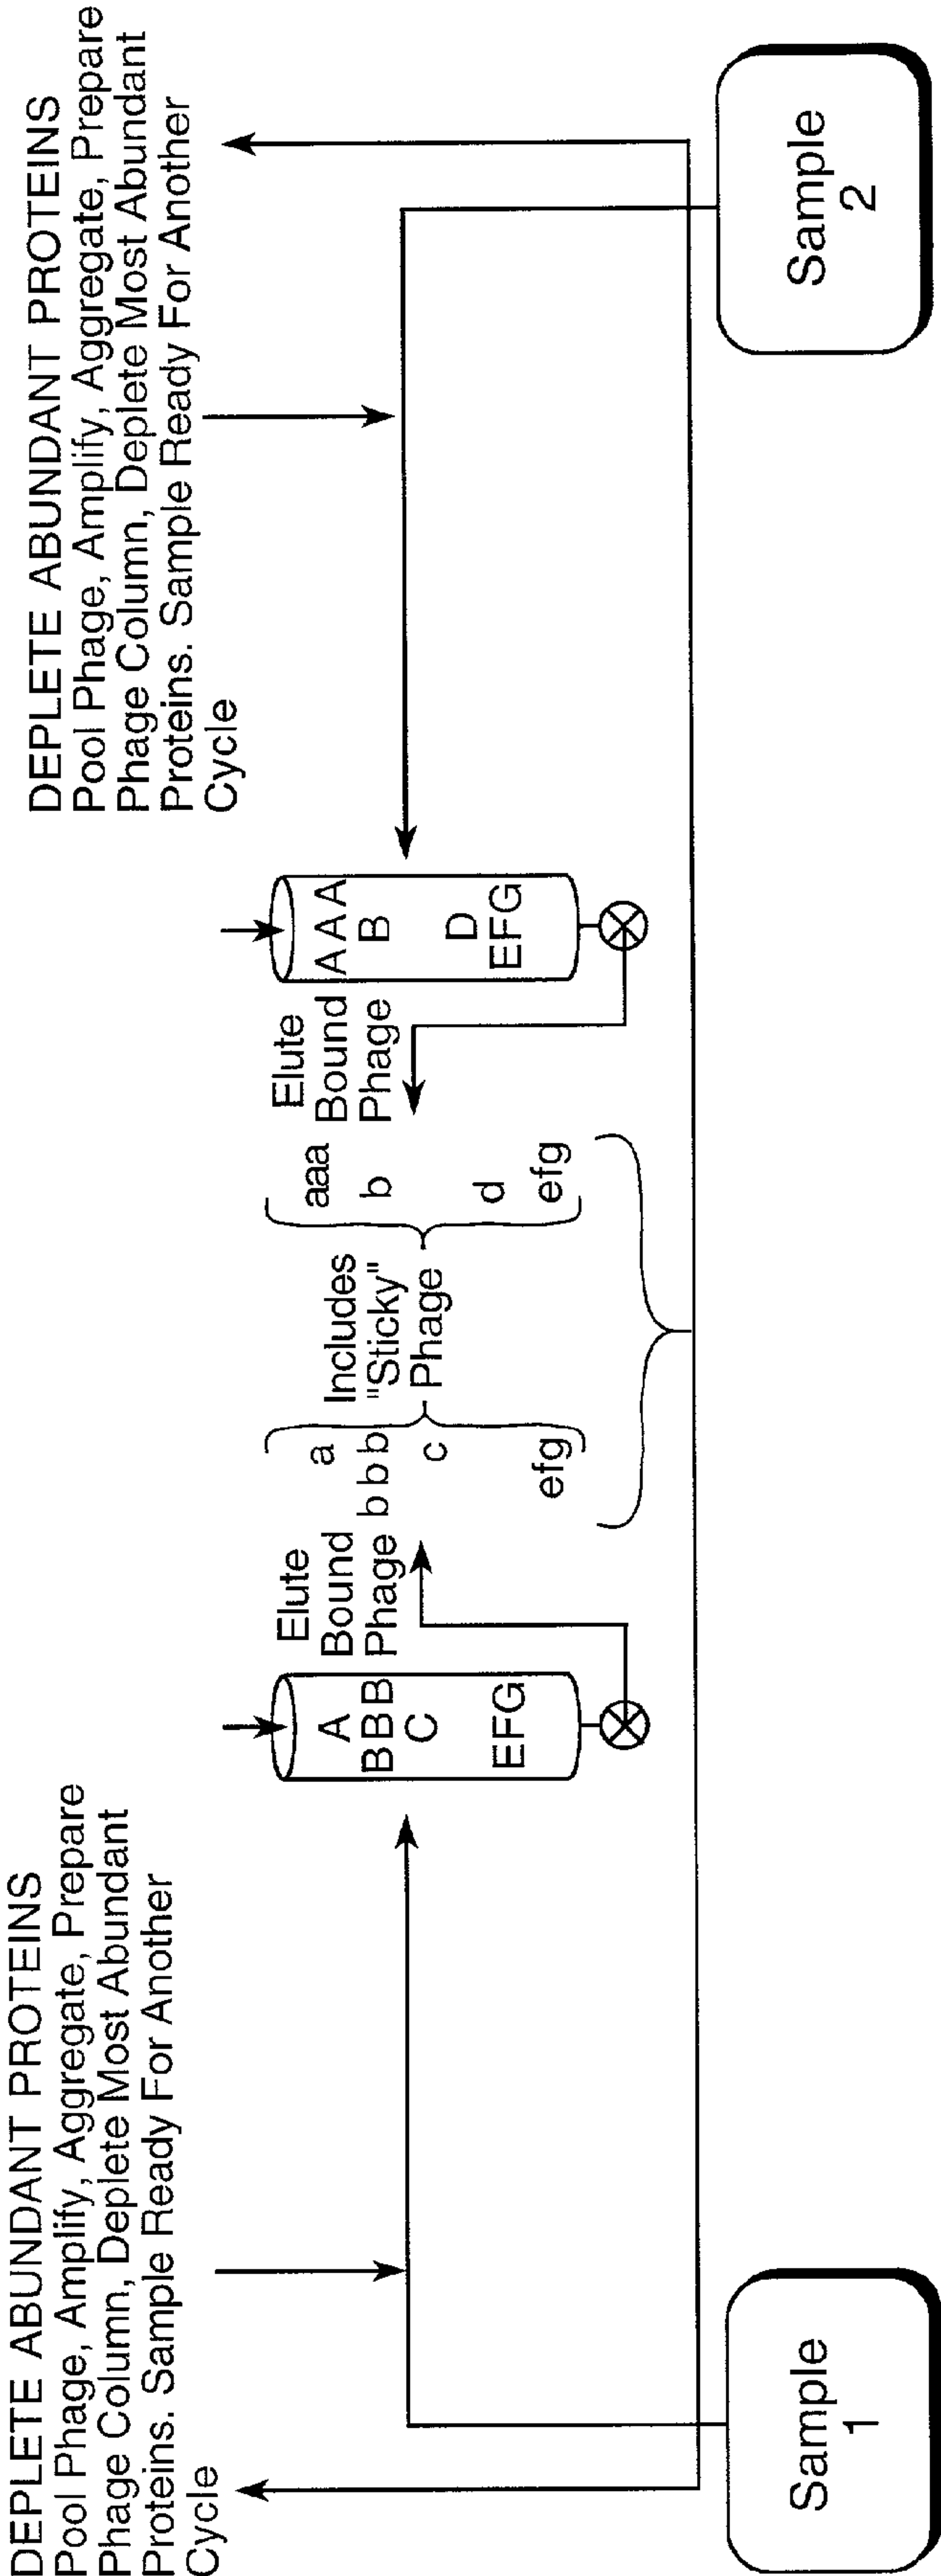 DEPLETE ABUNDANT PROTEINS
Pool Phage, Amplify, Aggregate, Prepare
Phage Column, Deplete Most Abundant
Proteins. Sample Ready For Another
Cycle
DEPLETE ABUNDANT PROTEINS
Pool Phage, Amplify, Aggregate, Prepare
Phage Column, Deplete Most Abundant
Proteins. Sample Ready For Another
Cycle
A
BBB
C
EFG
Elute
Bound
Phage
a
b b b
c
efg
Includes
"Sticky"
Phage
aaa
b
d
efg
Elute
Bound
Phage
A A A
B
D
EFG
Sample
1
Sample
2